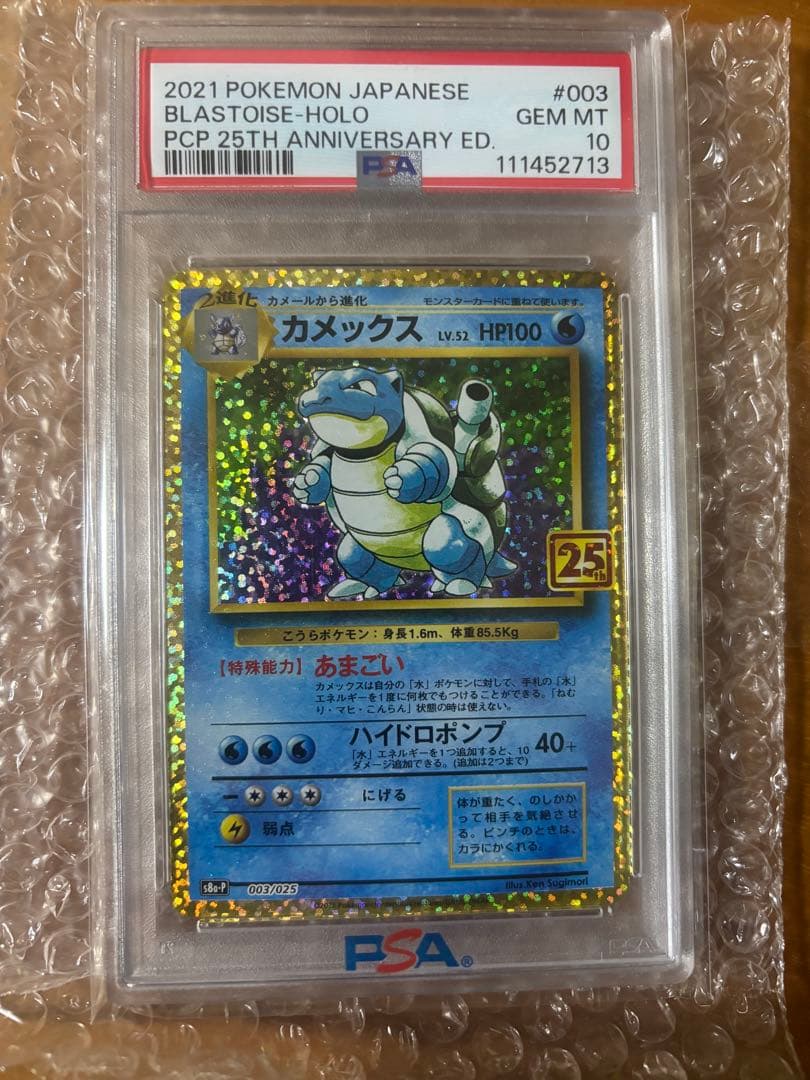 2021 POKEMON JAPANESE #003
BLASTOISE-HOLO GEM MT
PCP 25TH ANNIVERSARY ED. 10
PSA 111452713
2進化 カメールから進化 モンスターカードに重ねて使います。
カメックス LV.52 HP100
25th
こうらポケモン：身長1.6m、体重85.5Kg
【特殊能力】あまごい
カメックスは自分の「水」ポケモンに対して、手札の「水」
エネルギーを1度に何枚でもつけることができる。「ねむ
り・マヒ・こんらん」状態の時は使えない。
ハイドロポンプ 40+
「水」エネルギーを1つ追加すると、10
ダメージ追加できる。(追加は2つまで)
にげる
弱点
体が重たく、のしかか
って相手を気絶させ
る。ピンチのときは、
カラにかくれる。
s8a-P 003/025 Illus.Ken Sugimori
PSA®
PSA